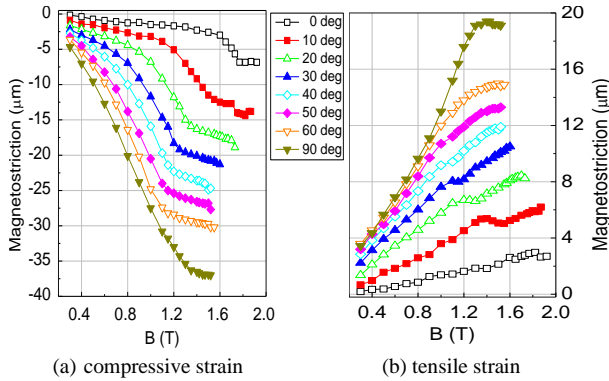 0
-5
-10
-15
-20
-25
-30
-35
-40
Magnetostriction (μm)
0.4 0.8 1.2 1.6 2.0
B (T)
0 deg
10 deg
20 deg
30 deg
40 deg
50 deg
60 deg
90 deg
20
16
12
8
4
0
Magnetostriction (μm)
0.4 0.8 1.2 1.6 2.0
B (T)
(a) compressive strain (b) tensile strain